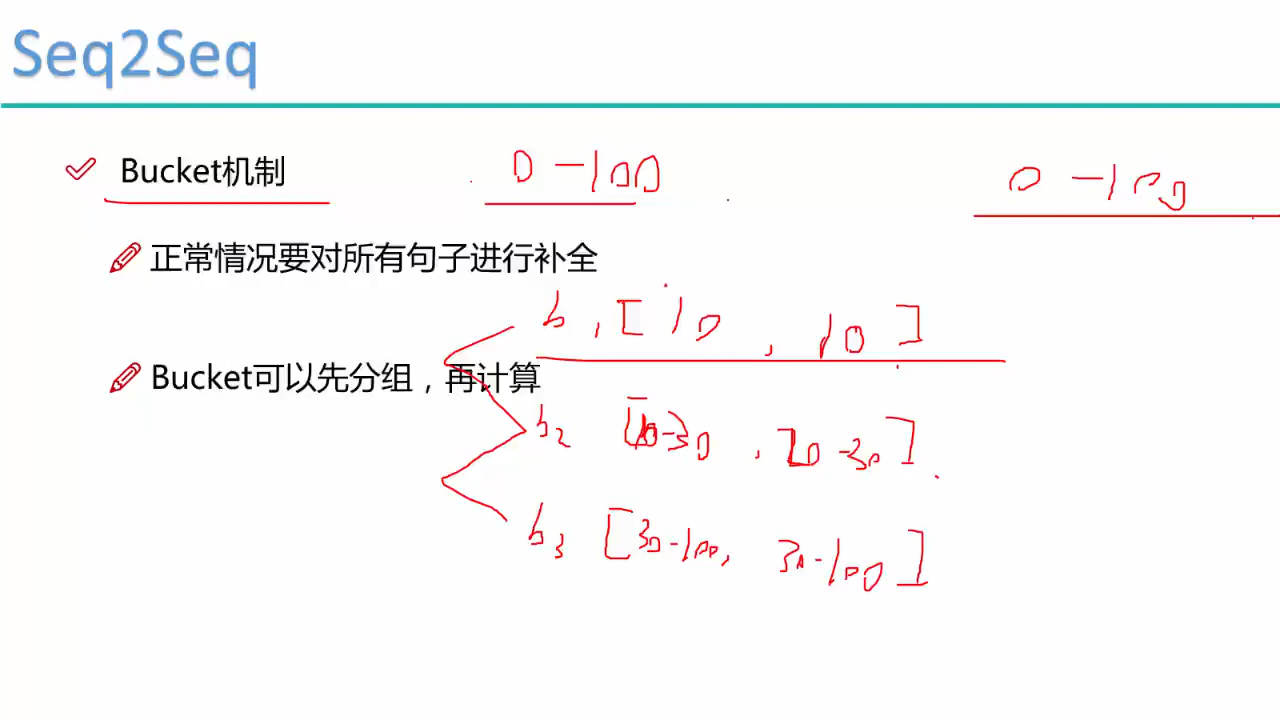 Seq2Seq
Bucket机制 0-100 0-100
正常情况要对所有句子进行补全
b1 [10, 10]
Bucket可以先分组，再计算
b2 [10-30, 20-30]
b3 [30-100, 30-100]